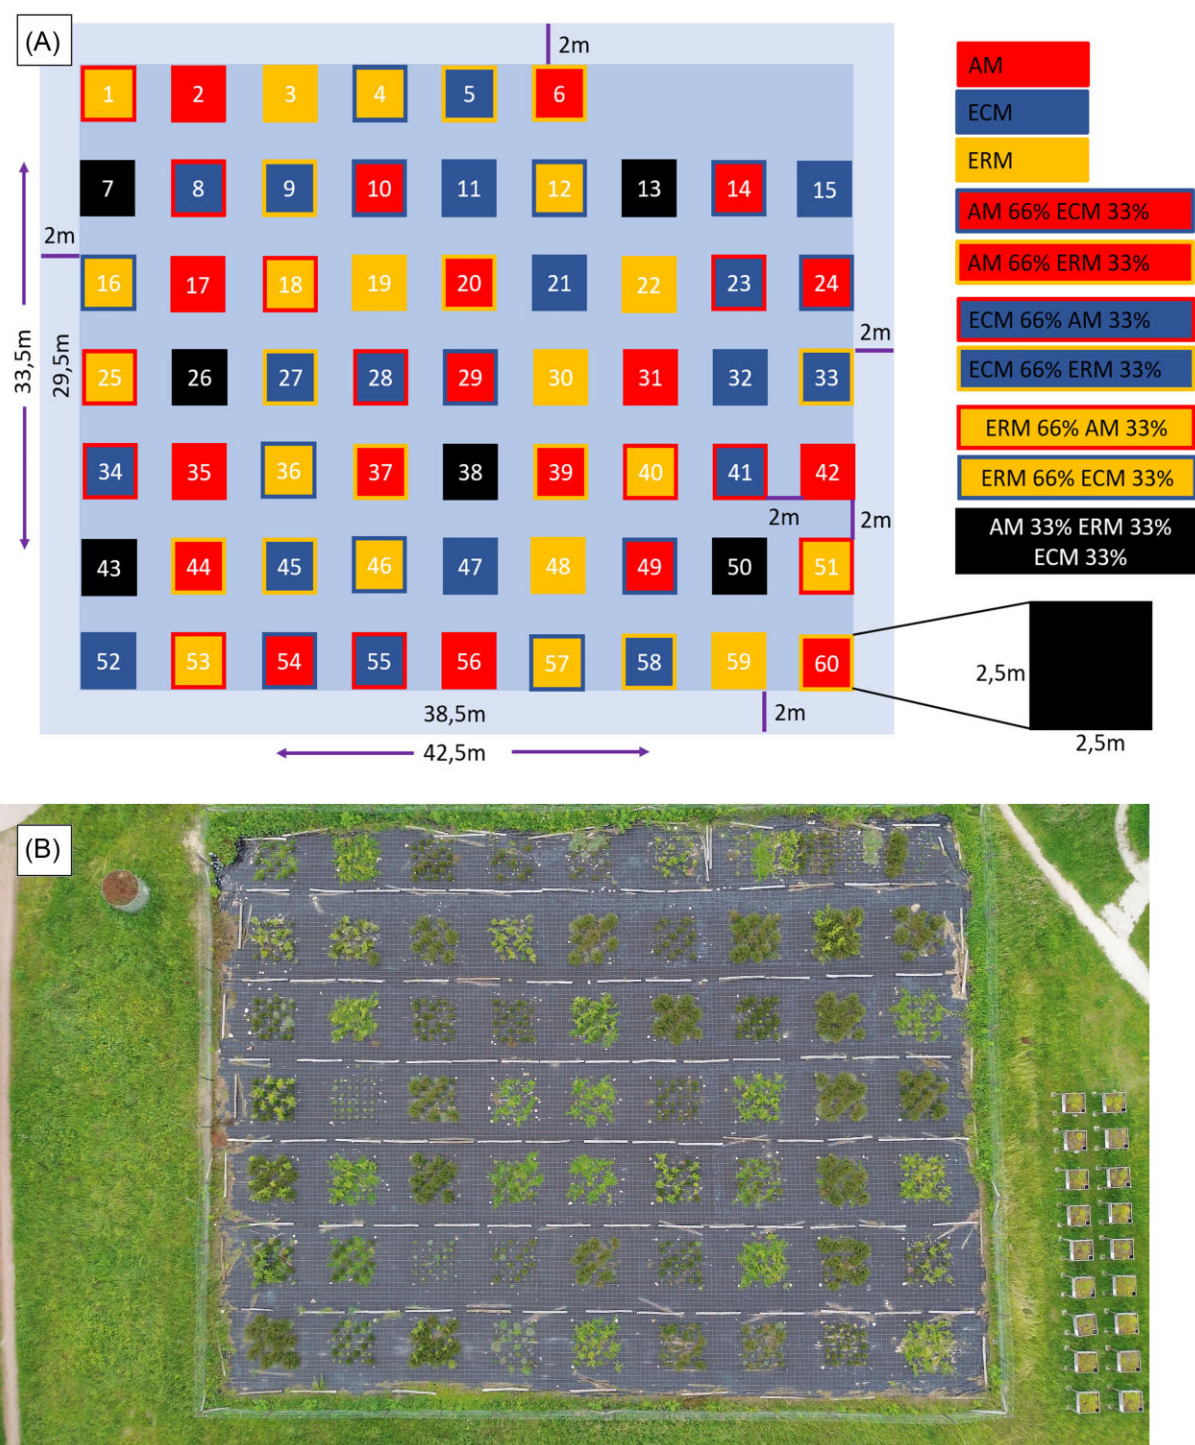 (A)
2m
1 2 3 4 5 6
7 8 9 10 11 12 13 14 15
2m
16 17 18 19 20 21 22 23 24
2m
33,5m
29,5m
25 26 27 28 29 30 31 32 33
34 35 36 37 38 39 40 41 42
2m
2m
43 44 45 46 47 48 49 50 51
52 53 54 55 56 57 58 59 60
38,5m
2m
42,5m
AM
ECM
ERM
AM 66% ECM 33%
AM 66% ERM 33%
ECM 66% AM 33%
ECM 66% ERM 33%
ERM 66% AM 33%
ERM 66% ECM 33%
AM 33% ERM 33%
ECM 33%
2,5m
2,5m
(B)